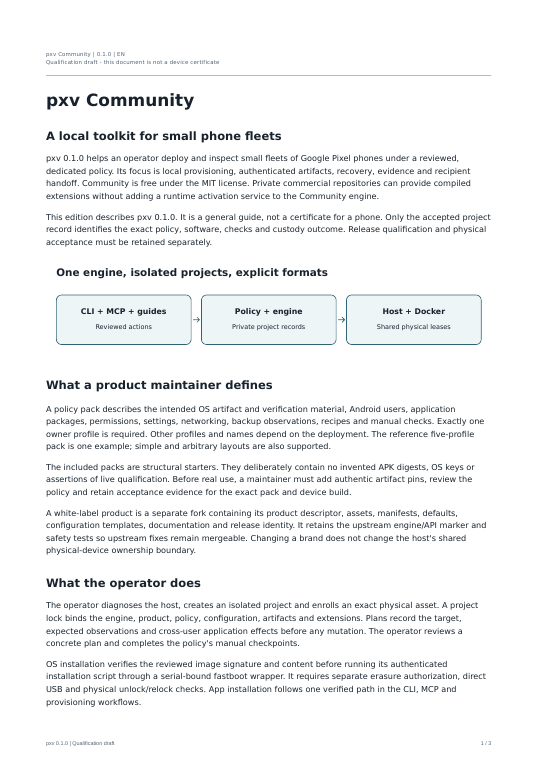 pxv Community | 0.1.0 | EN
Qualification draft - this document is not a device certificate
pxv Community
A local toolkit for small phone fleets
pxv 0.1.0 helps an operator deploy and inspect small fleets of Google Pixel phones under a reviewed,
dedicated policy. Its focus is local provisioning, authenticated artifacts, recovery, evidence and recipient
handoff. Community is free under the MIT license. Private commercial repositories can provide compiled
extensions without adding a runtime activation service to the Community engine.
This edition describes pxv 0.1.0. It is a general guide, not a certificate for a phone. Only the accepted project
record identifies the exact policy, software, checks and custody outcome. Release qualification and physical
acceptance must be retained separately.
One engine, isolated projects, explicit formats
CLI + MCP + guides
Reviewed actions
→
Policy + engine
Private project records
→
Host + Docker
Shared physical leases
What a product maintainer defines
A policy pack describes the intended OS artifact and verification material, Android users, application
packages, permissions, settings, networking, backup observations, recipes and manual checks. Exactly one
owner profile is required. Other profiles and names depend on the deployment. The reference five-profile
pack is one example; simple and arbitrary layouts are also supported.
The included packs are structural starters. They deliberately contain no invented APK digests, OS keys or
assertions of live qualification. Before real use, a maintainer must add authentic artifact pins, review the
policy and retain acceptance evidence for the exact pack and device build.
A white-label product is a separate fork containing its product descriptor, assets, manifests, defaults,
configuration templates, documentation and release identity. It retains the upstream engine/API marker and
safety tests so upstream fixes remain mergeable. Changing a brand does not change the host's shared
physical-device ownership boundary.
What the operator does
The operator diagnoses the host, creates an isolated project and enrolls an exact physical asset. A project
lock binds the engine, product, policy, configuration, artifacts and extensions. Plans record the target,
expected observations and cross-user application effects before any mutation. The operator reviews a
concrete plan and completes the policy's manual checkpoints.
OS installation verifies the reviewed image signature and content before running its authenticated
installation script through a serial-bound fastboot wrapper. It requires separate erasure authorization, direct
USB and physical unlock/relock checks. App installation follows one verified path in the CLI, MCP and
provisioning workflows.
pxv 0.1.0 | Qualification draft
1 / 3